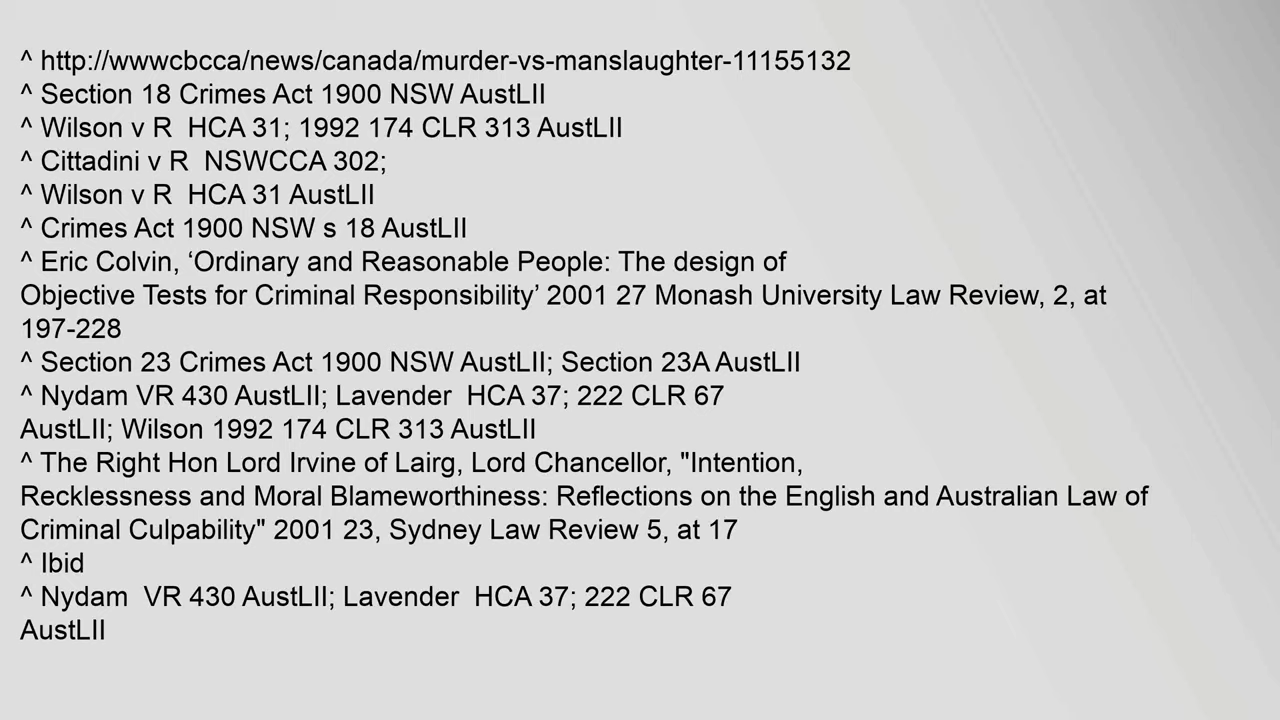 ^ http://wwwcbcca/news/canada/murder-vs-manslaughter-11155132
^ Section 18 Crimes Act 1900 NSW AustLII
^ Wilson v R  HCA 31; 1992 174 CLR 313 AustLII
^ Cittadini v R  NSWCCA 302;
^ Wilson v R  HCA 31 AustLII
^ Crimes Act 1900 NSW s 18 AustLII
^ Eric Colvin, ‘Ordinary and Reasonable People: The design of
Objective Tests for Criminal Responsibility’ 2001 27 Monash University Law Review, 2, at
197-228
^ Section 23 Crimes Act 1900 NSW AustLII; Section 23A AustLII
^ Nydam VR 430 AustLII; Lavender  HCA 37; 222 CLR 67
AustLII; Wilson 1992 174 CLR 313 AustLII
^ The Right Hon Lord Irvine of Lairg, Lord Chancellor, "Intention,
Recklessness and Moral Blameworthiness: Reflections on the English and Australian Law of
Criminal Culpability" 2001 23, Sydney Law Review 5, at 17
^ Ibid
^ Nydam  VR 430 AustLII; Lavender  HCA 37; 222 CLR 67
AustLII